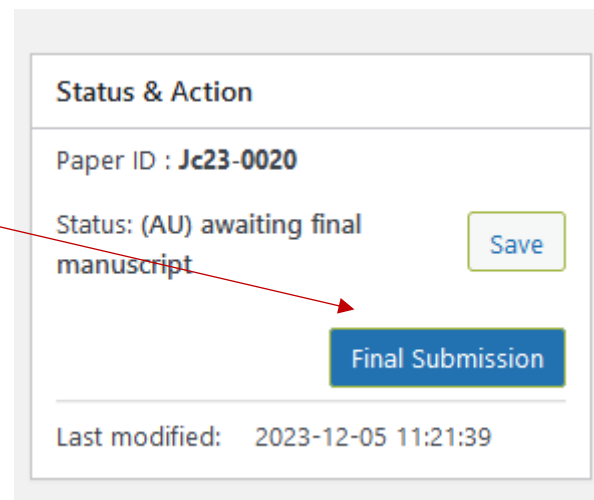 Status & Action
Paper ID : Jc23-0020
Status: (AU) awaiting final
manuscript
Save
Final Submission
Last modified: 2023-12-05 11:21:39